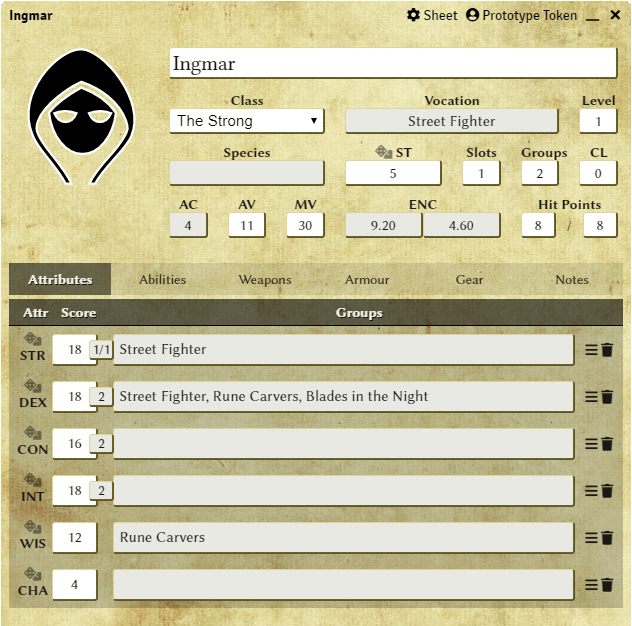 Ingmar Sheet Prototype Token
Ingmar
Class Vocation Level
The Strong Street Fighter 1
Species ST Slots Groups CL
5 1 2 0
AC AV MV ENC Hit Points
4 11 30 9.20 4.60 8 / 8
Attributes Abilities Weapons Armour Gear Notes
Attr Score Groups
STR 18 1/1 Street Fighter
DEX 18 2 Street Fighter, Rune Carvers, Blades in the Night
CON 16 2
INT 18 2
WIS 12 Rune Carvers
CHA 4